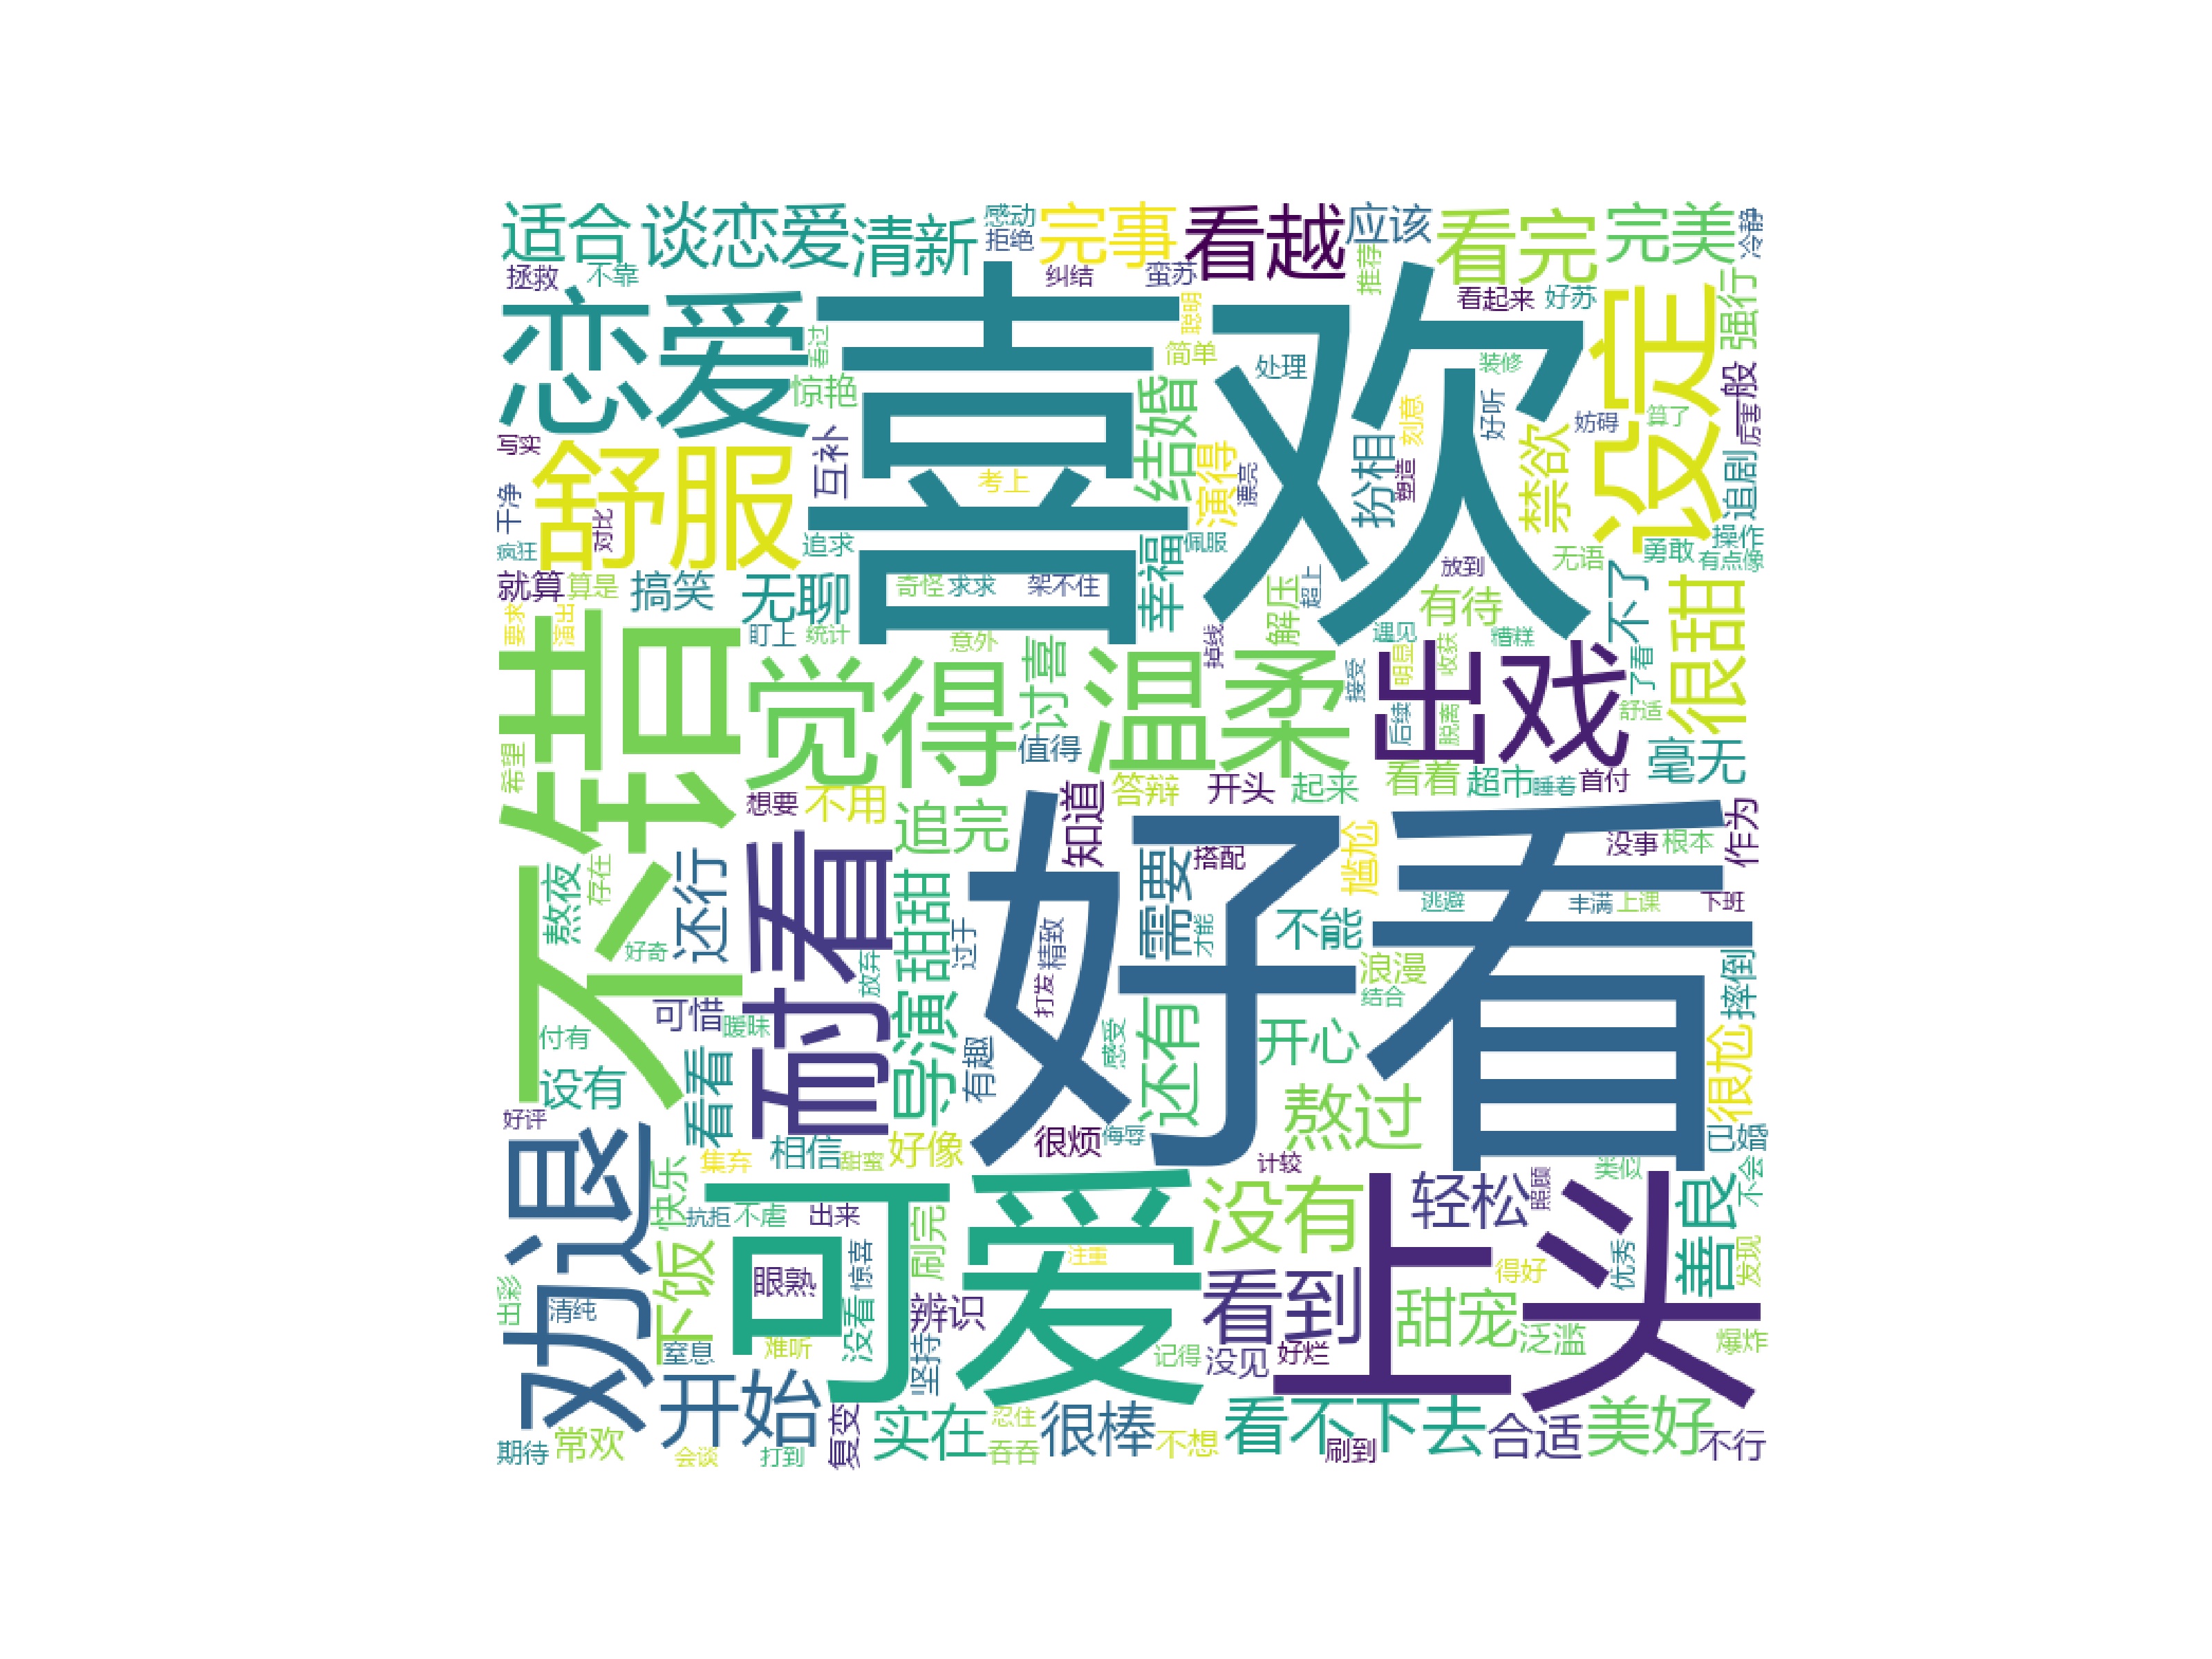 适合
谈恋爱
清新
感动
拒绝
完事
看越
应该
看完
完美
冷静
拯救
不靠
纠结
蛮苏
推荐
看起来
好苏
强行
恋爱
喜欢
设定
看过
惊艳
聪明
简单
处理
装修
一般
写实
舒服
互补
考上
结婚
演得
漂亮
扮相
塑造
刻意
好听
禁欲
妨碍
算了
厉害
追剧
干净
疯狂
对比
追求
佩服
无语
勇敢
操作
有点像
就算
算是
搞笑
无聊
奇怪
求求
架不住
幸福
解压
超上
放到
有待
不了
很甜
要求
演出
不错
盯上
统计
意外
讨喜
掉线
遇见
糟糕
觉得
温柔
接受
明显
收获
出戏
了看
后续
脱离
舒适
希望
值得
毫无
想要
不用
追完
知道
答辩
开头
起来
看着
超市
睡着
首付
作为
耐看
好看
搭配
尴尬
没事
根本
熬夜
存在
还行
甜甜
需要
才能
逃避
丰满
上课
下班
好奇
放弃
过于
精致
不能
浪漫
结合
摔倒
可惜
暧昧
导演
打发
有趣
感受
还有
开心
付有
设有
看看
熬过
很尬
好评
集弃
相信
甜蜜
好像
很烦
侮辱
计较
类似
已婚
不会
劝退
快乐
抗拒
不虐
出来
可爱
没有
上头
轻松
照顾
善良
下饭
眼熟
惊喜
刷完
注重
看到
得好
优秀
发现
出彩
清纯
没看
辨识
甜宠
泛滥
爆炸
窒息
难听
坚持
记得
没见
好烂
开始
复变
实在
忍住
吞吞
很棒
不想
看不下去
刷到
合适
美好
不行
期待
常欢
会谈
打到